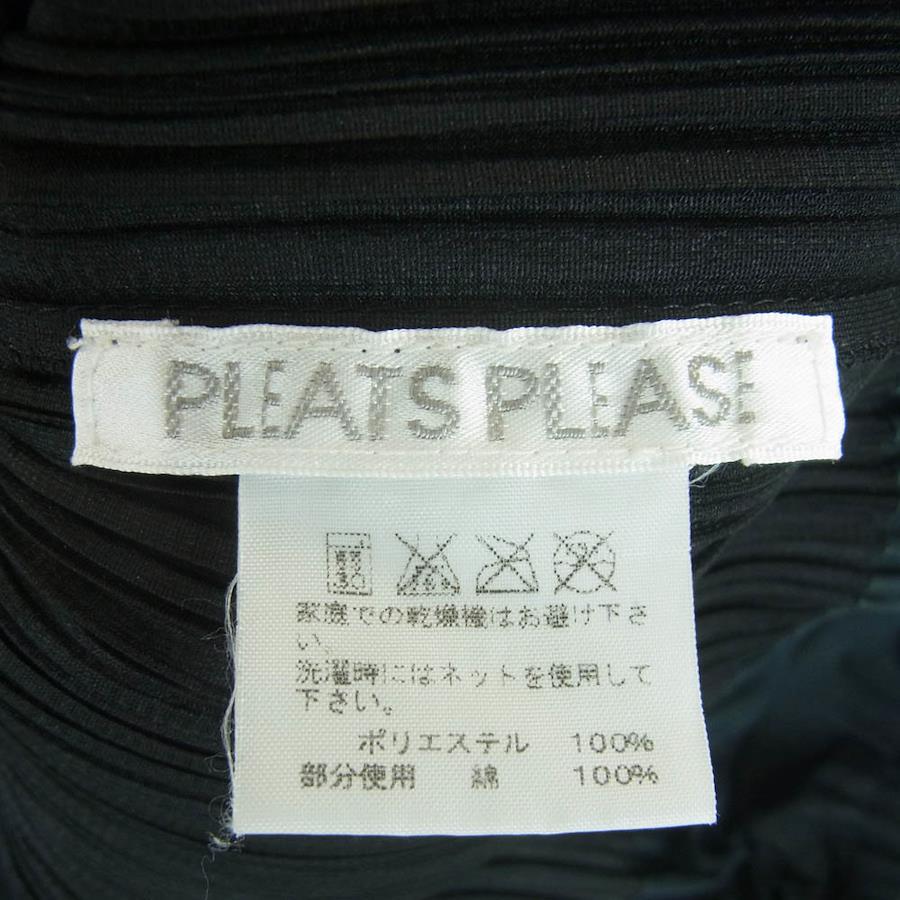 PLEATS PLEASE
家庭での乾燥機はお避け下さ
い。
洗濯時にはネットを使用して
下さい。
ポリエステル 100%
部分使用 綿 100%